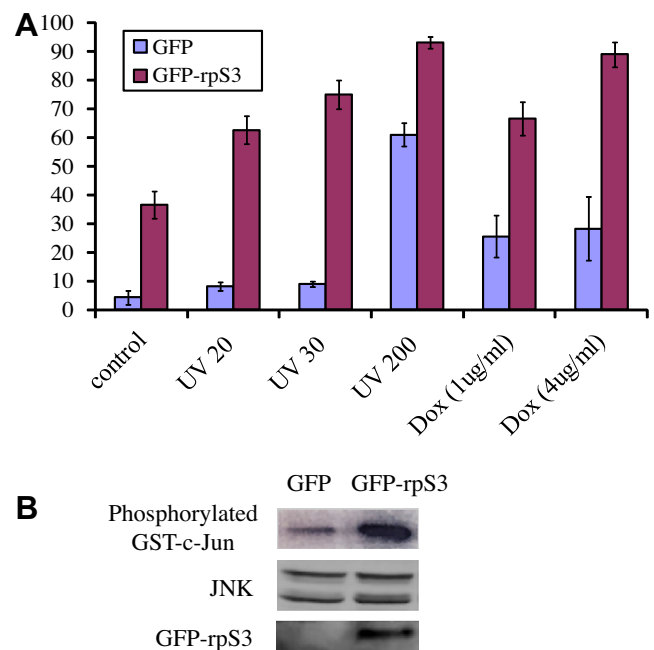 A
100
90
80
70
60
50
40
30
20
10
0
GFP
GFP-rpS3
control
UV 20
UV 30
UV 200
Dox (1ug/ml)
Dox (4ug/ml)
B
GFP GFP-rpS3
Phosphorylated
GST-c-Jun
JNK
GFP-rpS3